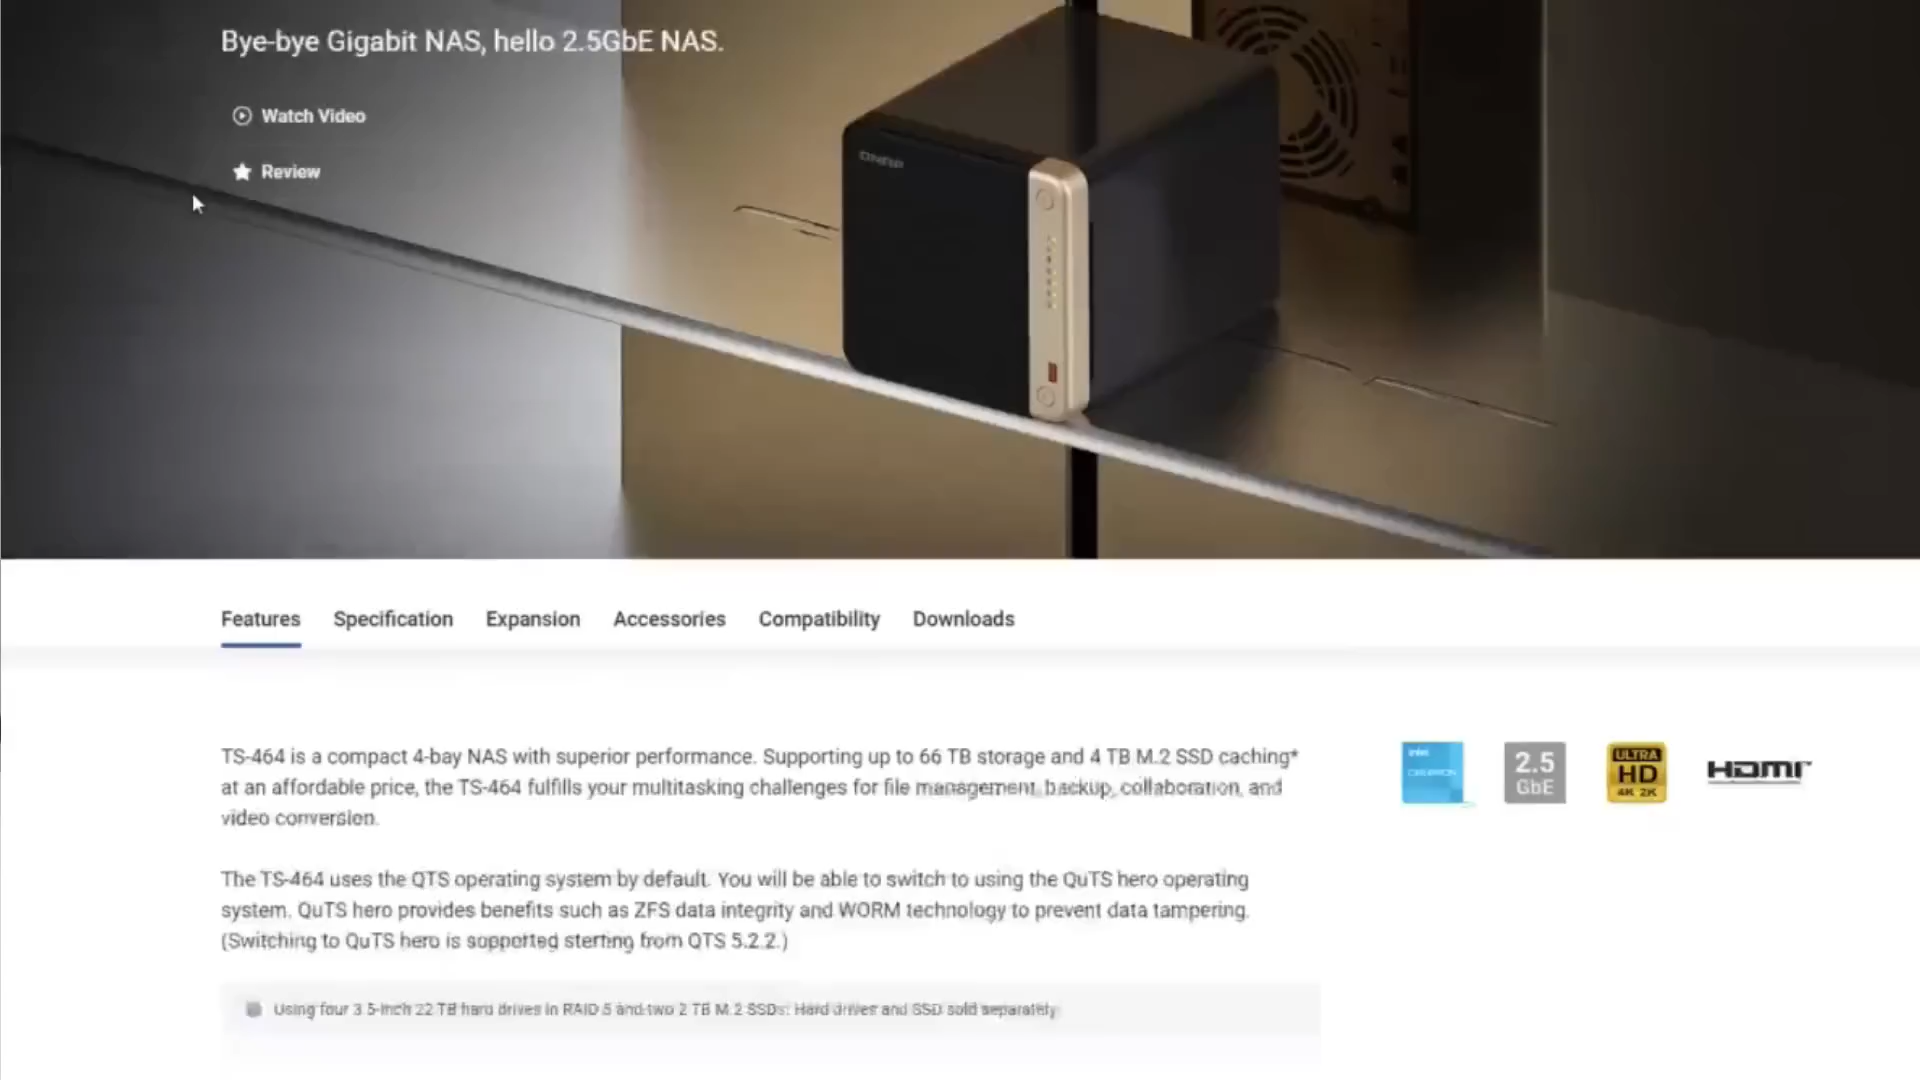 Bye-bye Gigabit NAS, hello 2.5GbE NAS.
Watch Video
Review
QNAP
Features Specification Expansion Accessories Compatibility Downloads
TS-464 is a compact 4-bay NAS with superior performance. Supporting up to 66 TB storage and 4 TB M.2 SSD caching*
at an affordable price, the TS-464 fulfills your multitasking challenges for file management, backup, collaboration, and
video conversion.
intel
CELERON
2.5
GbE
ULTRA
HD
4K 2K
HDMI
The TS-464 uses the QTS operating system by default. You will be able to switch to using the QuTS hero operating
system. QuTS hero provides benefits such as ZFS data integrity and WORM technology to prevent data tampering.
(Switching to QuTS hero is supported starting from QTS 5.2.2.)
Using four 3.5-inch 22 TB hard drives in RAID 5 and two 2 TB M.2 SSDs. Hard drives and SSD sold separately.